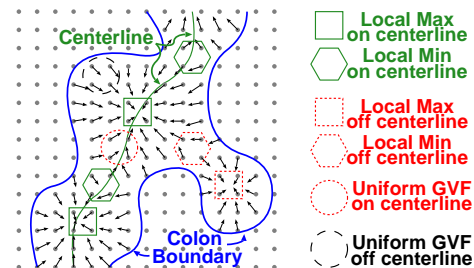 Centerline
Colon
Boundary
Local Max
on centerline
Local Min
on centerline
Local Max
off centerline
Local Min
off centerline
Uniform GVF
on centerline
Uniform GVF
off centerline